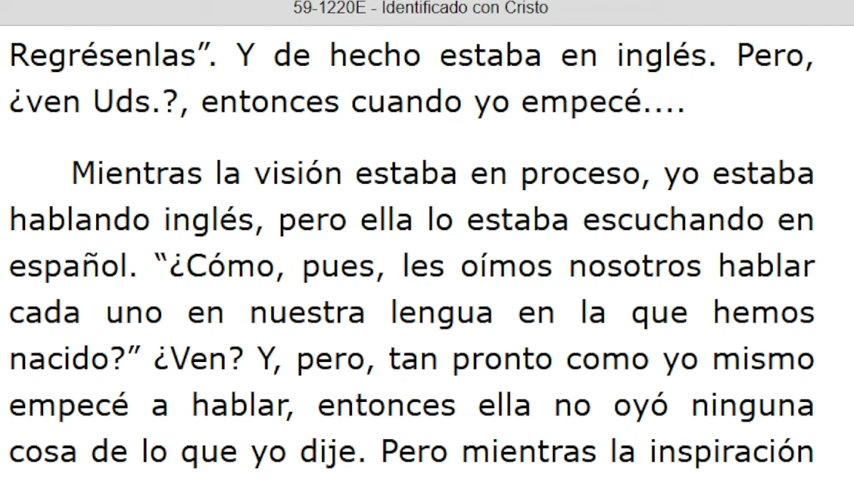 59-1220E - Identificado con Cristo
Regrésenlas”. Y de hecho estaba en inglés. Pero,
¿ven Uds.?, entonces cuando yo empecé....
Mientras la visión estaba en proceso, yo estaba
hablando inglés, pero ella lo estaba escuchando en
español. “¿Cómo, pues, les oímos nosotros hablar
cada uno en nuestra lengua en la que hemos
nacido?” ¿Ven? Y, pero, tan pronto como yo mismo
empecé a hablar, entonces ella no oyó ninguna
cosa de lo que yo dije. Pero mientras la inspiración